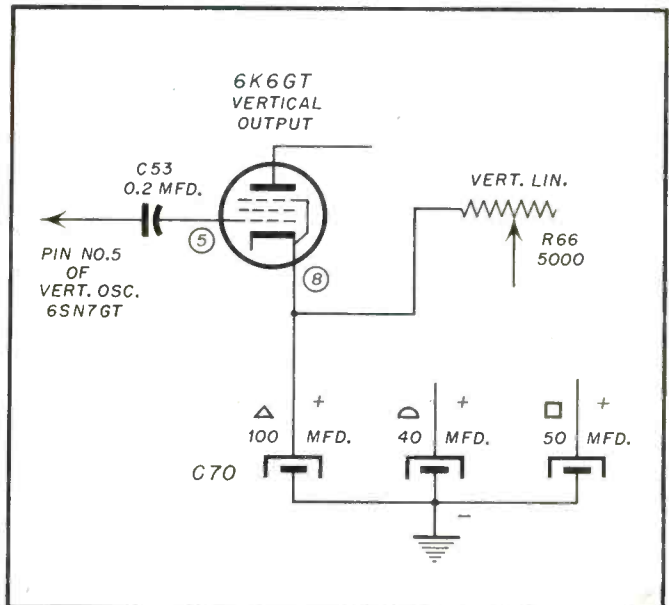 6K6GT
VERTICAL
OUTPUT
C53
0.2 MFD.
VERT. LIN.
5
R66
5000
PIN NO.5
OF
VERT. OSC.
6SN7GT
8
+
+
+
100 MFD.
40 MFD.
50 MFD.
C70
−